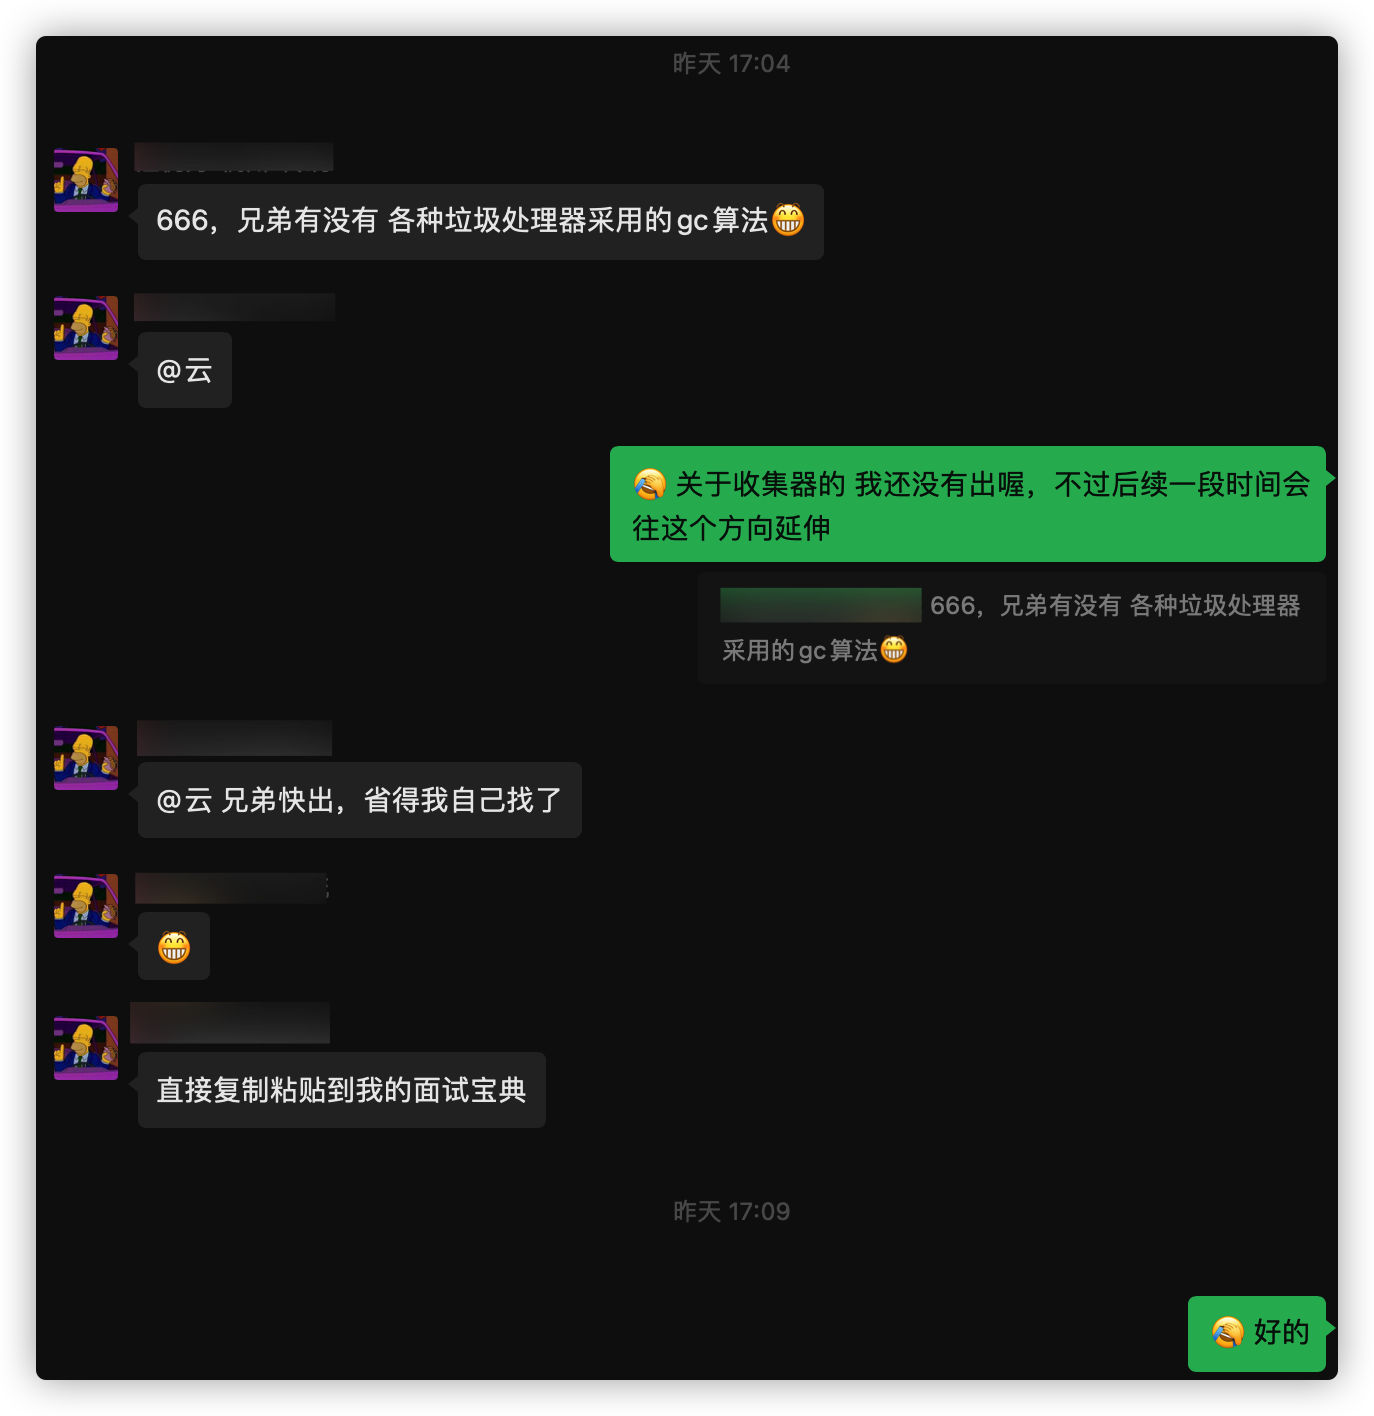 昨天 17:04
666，兄弟有没有 各种垃圾处理器采用的gc算法😁
@云
🤣 关于收集器的 我还没有出喔，不过后续一段时间会
往这个方向延伸
666，兄弟有没有 各种垃圾处理器
采用的gc算法😁
@云 兄弟快出，省得我自己找了
😁
直接复制粘贴到我的面试宝典
昨天 17:09
🤣 好的